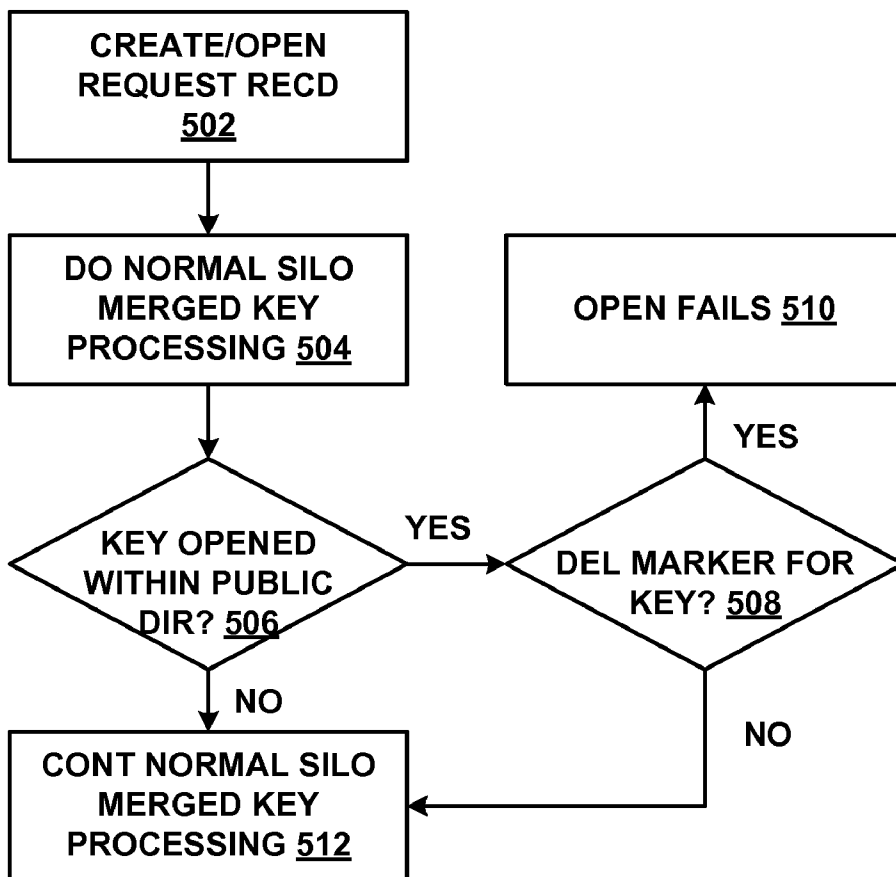 CREATE/OPEN
REQUEST RECD
502
DO NORMAL SILO
MERGED KEY
PROCESSING 504
OPEN FAILS 510
YES
KEY OPENED
WITHIN PUBLIC
DIR? 506
YES
DEL MARKER FOR
KEY? 508
NO
NO
CONT NORMAL SILO
MERGED KEY
PROCESSING 512